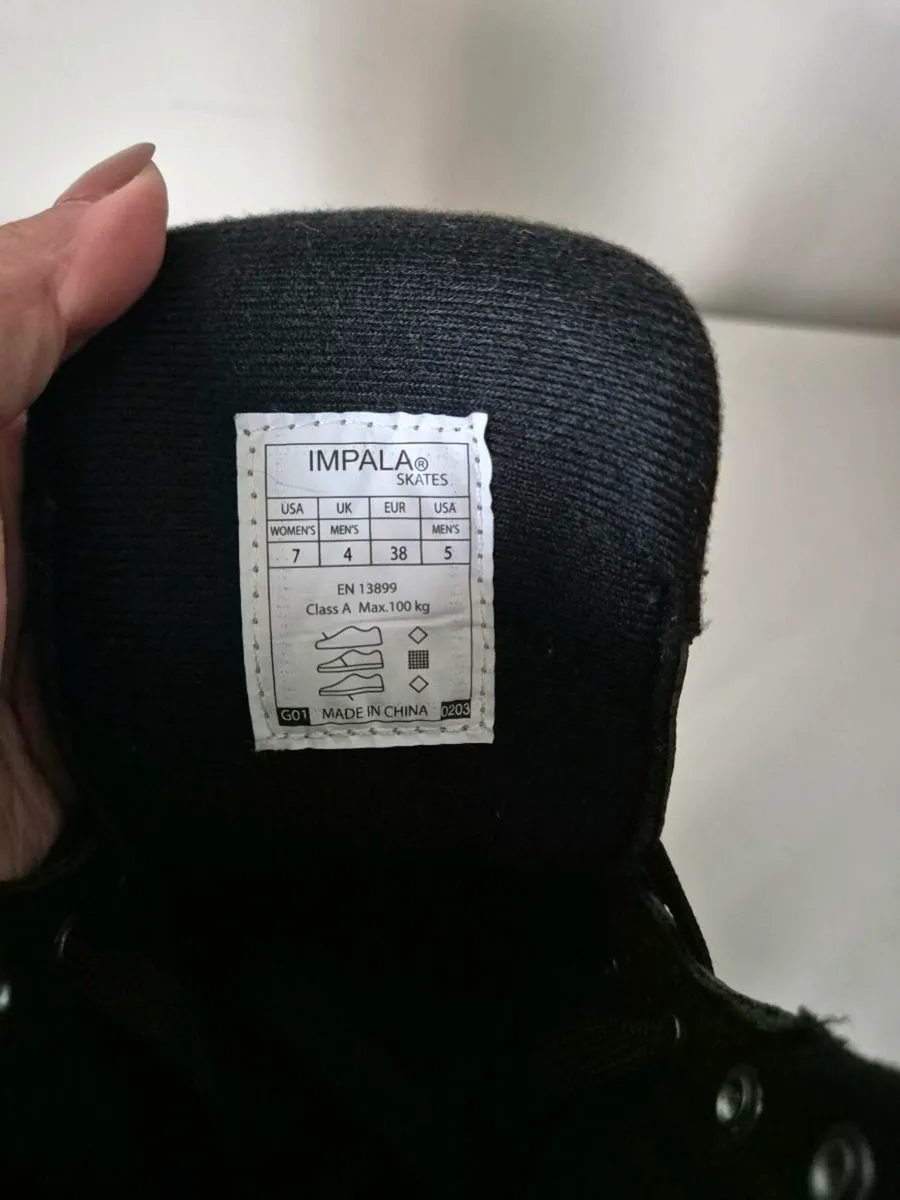 IMPALA®
SKATES
USA UK EUR USA
WOMEN'S MEN'S MEN'S
7 4 38 5
EN 13899
Class A Max.100 kg
G01 MADE IN CHINA 0203